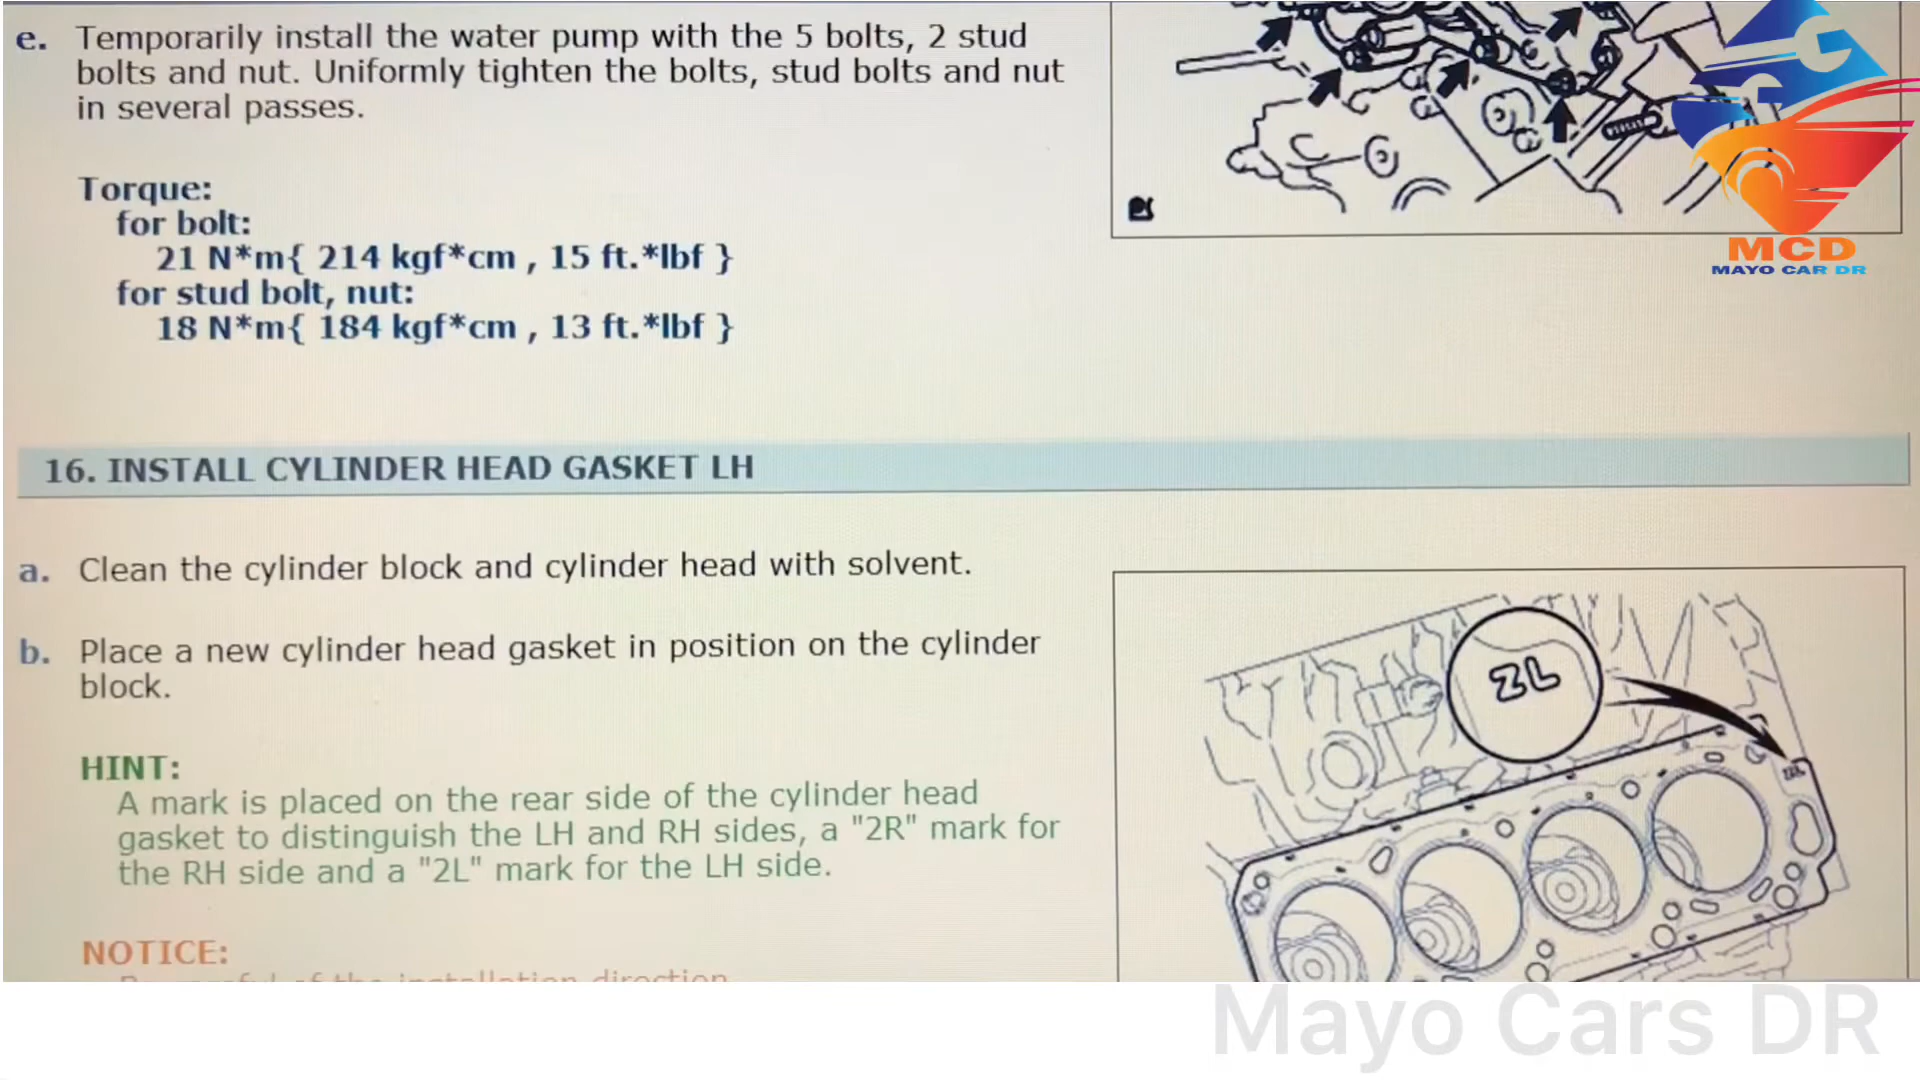 e. Temporarily install the water pump with the 5 bolts, 2 stud
bolts and nut. Uniformly tighten the bolts, stud bolts and nut
in several passes.
Torque:
for bolt:
21 N*m{ 214 kgf*cm , 15 ft.*lbf }
for stud bolt, nut:
18 N*m{ 184 kgf*cm , 13 ft.*lbf }
MCD
MAYO CAR DR
16. INSTALL CYLINDER HEAD GASKET LH
a. Clean the cylinder block and cylinder head with solvent.
b. Place a new cylinder head gasket in position on the cylinder
block.
2L
HINT:
A mark is placed on the rear side of the cylinder head
gasket to distinguish the LH and RH sides, a "2R" mark for
the RH side and a "2L" mark for the LH side.
NOTICE:
Be careful of the installation direction
Mayo Cars DR